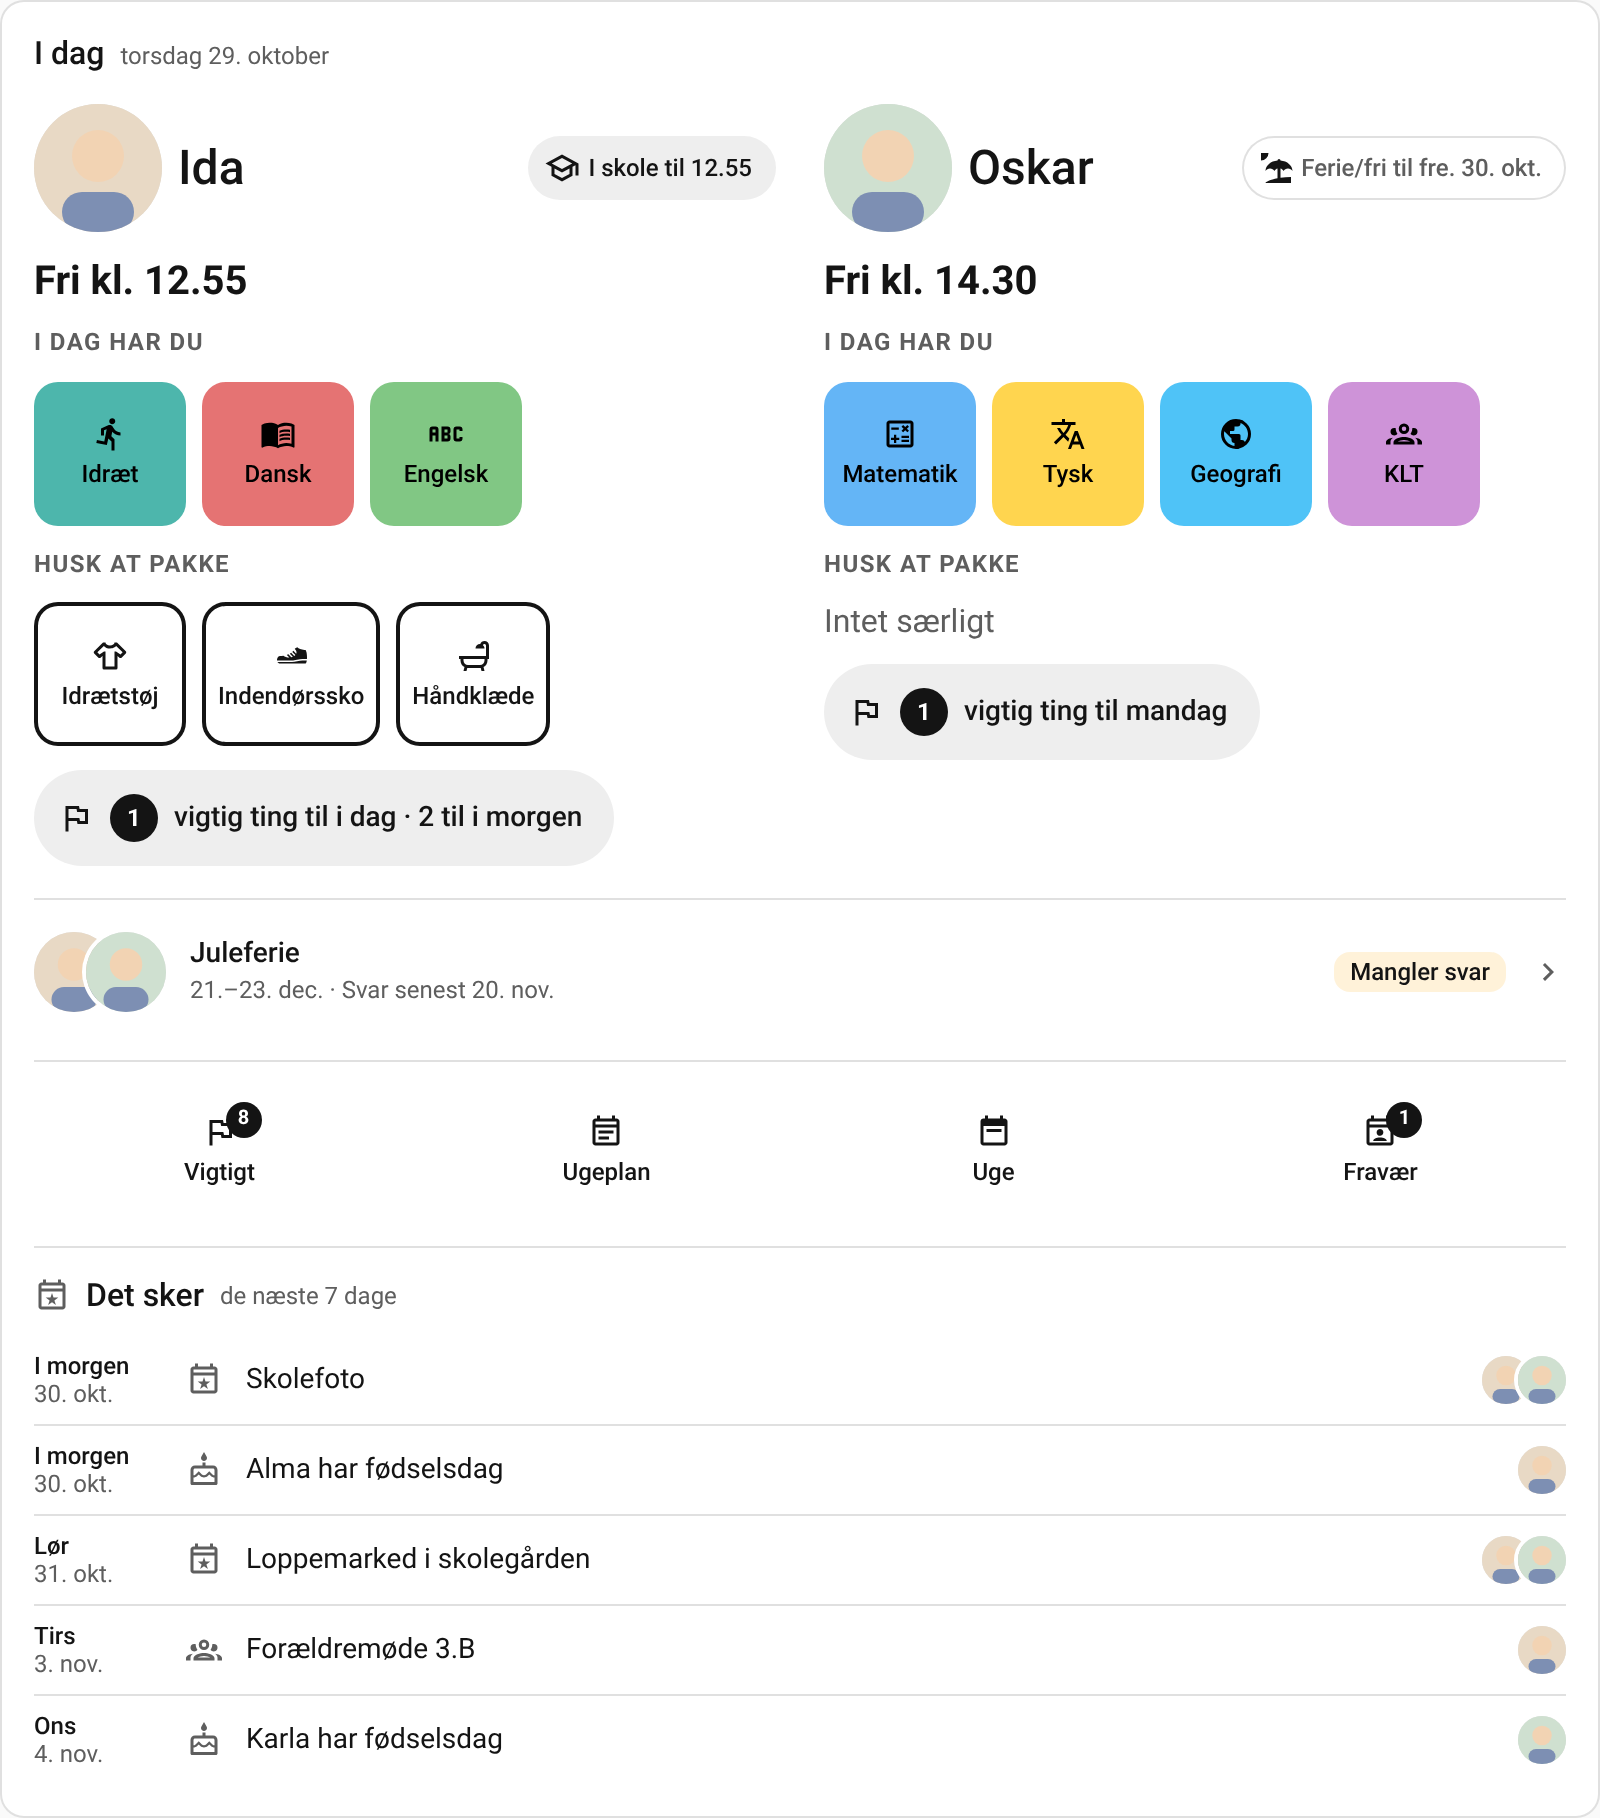 I dag torsdag 29. oktober
Ida
I skole til 12.55
Fri kl. 12.55
I DAG HAR DU
Idræt
Dansk
ABC
Engelsk
HUSK AT PAKKE
Idrætstøj
Indendørssko
Håndklæde
1 vigtig ting til i dag · 2 til i morgen
Oskar
Ferie/fri til fre. 30. okt.
Fri kl. 14.30
I DAG HAR DU
Matematik
Tysk
Geografi
KLT
HUSK AT PAKKE
Intet særligt
1 vigtig ting til mandag
Juleferie
21.–23. dec. · Svar senest 20. nov.
Mangler svar
8
Vigtigt
Ugeplan
Uge
1
Fravær
Det sker de næste 7 dage
I morgen
30. okt.
Skolefoto
I morgen
30. okt.
Alma har fødselsdag
Lør
31. okt.
Loppemarked i skolegården
Tirs
3. nov.
Forældremøde 3.B
Ons
4. nov.
Karla har fødselsdag